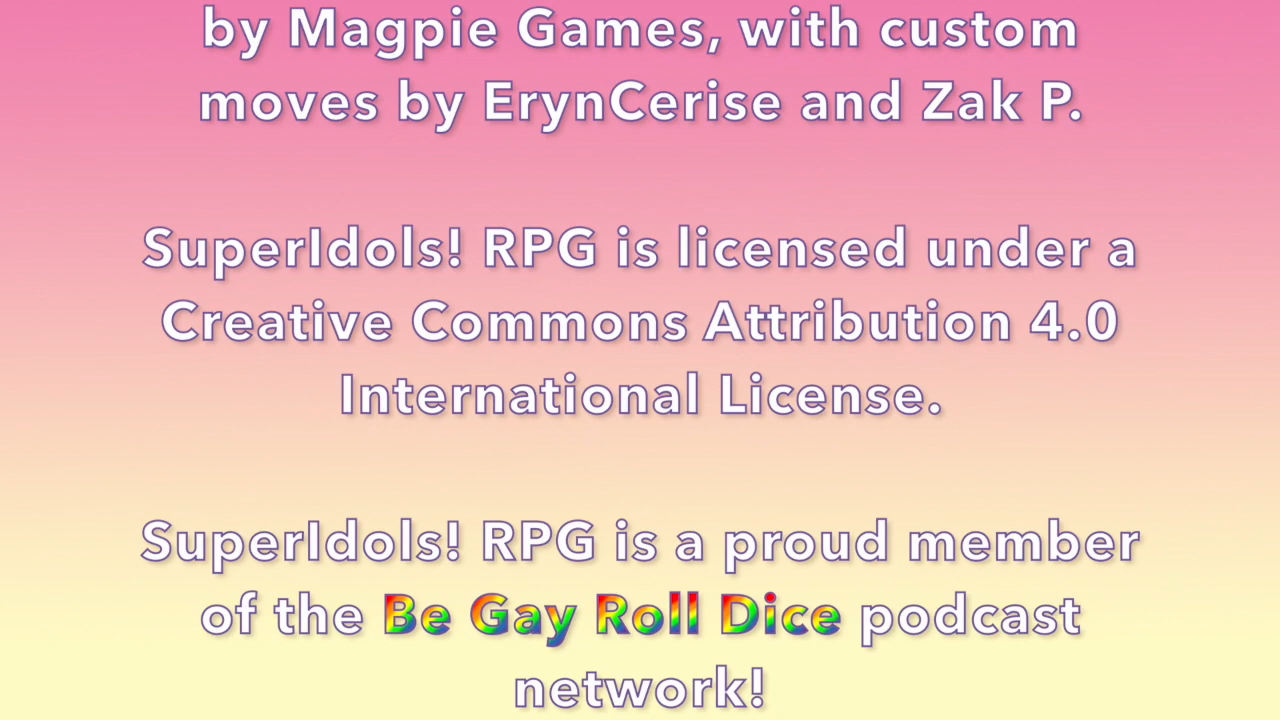 by Magpie Games, with custom
moves by ErynCerise and Zak P.
SuperIdols! RPG is licensed under a
Creative Commons Attribution 4.0
International License.
SuperIdols! RPG is a proud member
of the Be Gay Roll Dice podcast
network!